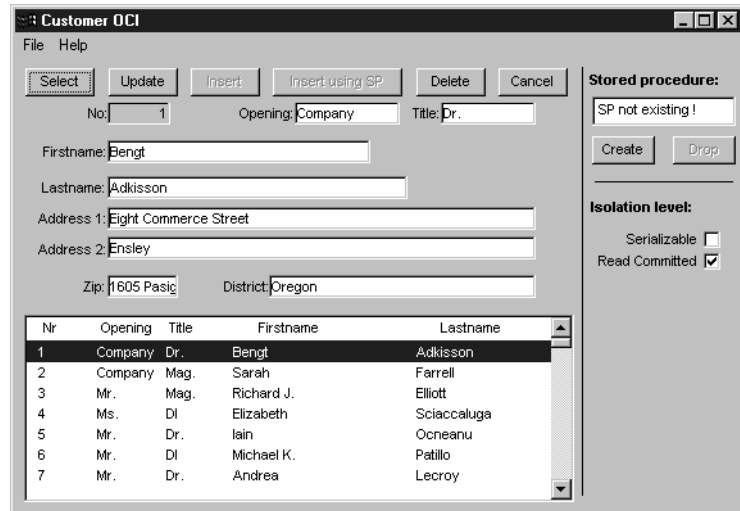 Customer OCI
File Help
Select Update Insert Insert using SP Delete Cancel
Stored procedure:
No: 1 Opening: Company Title: Dr.
SP not existing !
Create Drop
Firstname: Bengt
Lastname: Adkisson
Isolation level:
Address 1: Eight Commerce Street
Serializable
Address 2: Ensley
Read Committed
Zip: 1605 Pasig District: Oregon
Nr Opening Title Firstname Lastname
1 Company Dr. Bengt Adkisson
2 Company Mag. Sarah Farrell
3 Mr. Mag. Richard J. Elliott
4 Ms. DI Elizabeth Sciaccaluga
5 Mr. Dr. Iain Ocneanu
6 Mr. DI Michael K. Patillo
7 Mr. Dr. Andrea Lecroy